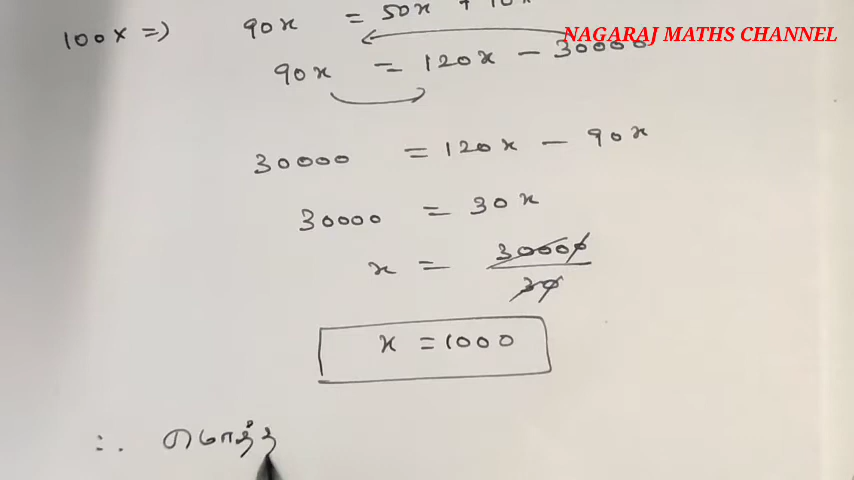 NAGARAJ MATHS CHANNEL
100x => 90x = 50x +
90x = 120x - 30000
30000 = 120x - 90x
30000 = 30x
x = 30000/30
x = 1000
∴ மொத்த